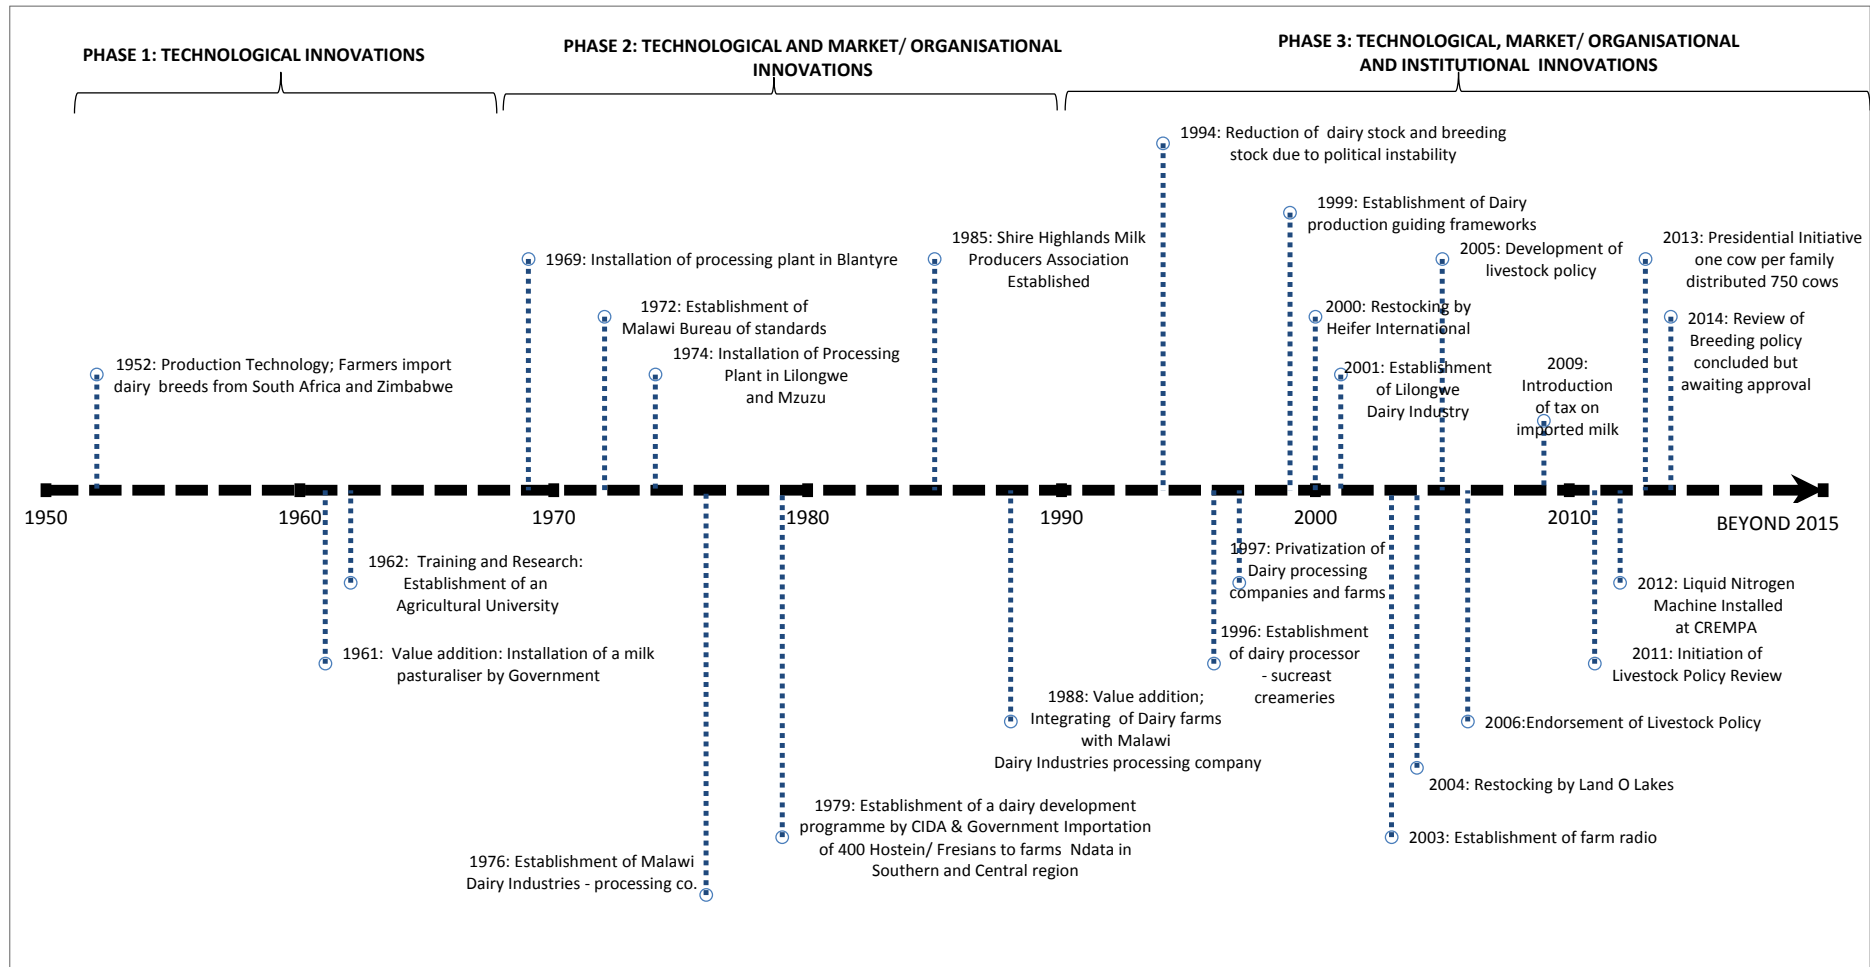 PHASE 1: TECHNOLOGICAL INNOVATIONS
PHASE 2: TECHNOLOGICAL AND MARKET/ ORGANISATIONAL
INNOVATIONS
PHASE 3: TECHNOLOGICAL, MARKET/ ORGANISATIONAL
AND INSTITUTIONAL INNOVATIONS
1994: Reduction of dairy stock and breeding
stock due to political instability
1999: Establishment of Dairy
production guiding frameworks
1985: Shire Highlands Milk
Producers Association
Established
2005: Development of
livestock policy
2013: Presidential Initiative
one cow per family
distributed 750 cows
1969: Installation of processing plant in Blantyre
1972: Establishment of
Malawi Bureau of standards
2000: Restocking by
Heifer International
2014: Review of
Breeding policy
concluded but
awaiting approval
1974: Installation of Processing
Plant in Lilongwe
and Mzuzu
1952: Production Technology; Farmers import
dairy breeds from South Africa and Zimbabwe
2001: Establishment
of Lilongwe
Dairy Industry
2009:
Introduction
of tax on
imported milk
1950
1960
1970
1980
1990
2000
2010
BEYOND 2015
1962: Training and Research:
Establishment of an
Agricultural University
1997: Privatization of
Dairy processing
companies and farms
2012: Liquid Nitrogen
Machine Installed
at CREMPA
1961: Value addition: Installation of a milk
pasturaliser by Government
1996: Establishment
of dairy processor
- sucreast
creameries
2011: Initiation of
Livestock Policy Review
1988: Value addition;
Integrating of Dairy farms
with Malawi
Dairy Industries processing company
2006:Endorsement of Livestock Policy
2004: Restocking by Land O Lakes
1979: Establishment of a dairy development
programme by CIDA & Government Importation
of 400 Hostein/ Fresians to farms Ndata in
Southern and Central region
2003: Establishment of farm radio
1976: Establishment of Malawi
Dairy Industries - processing co.